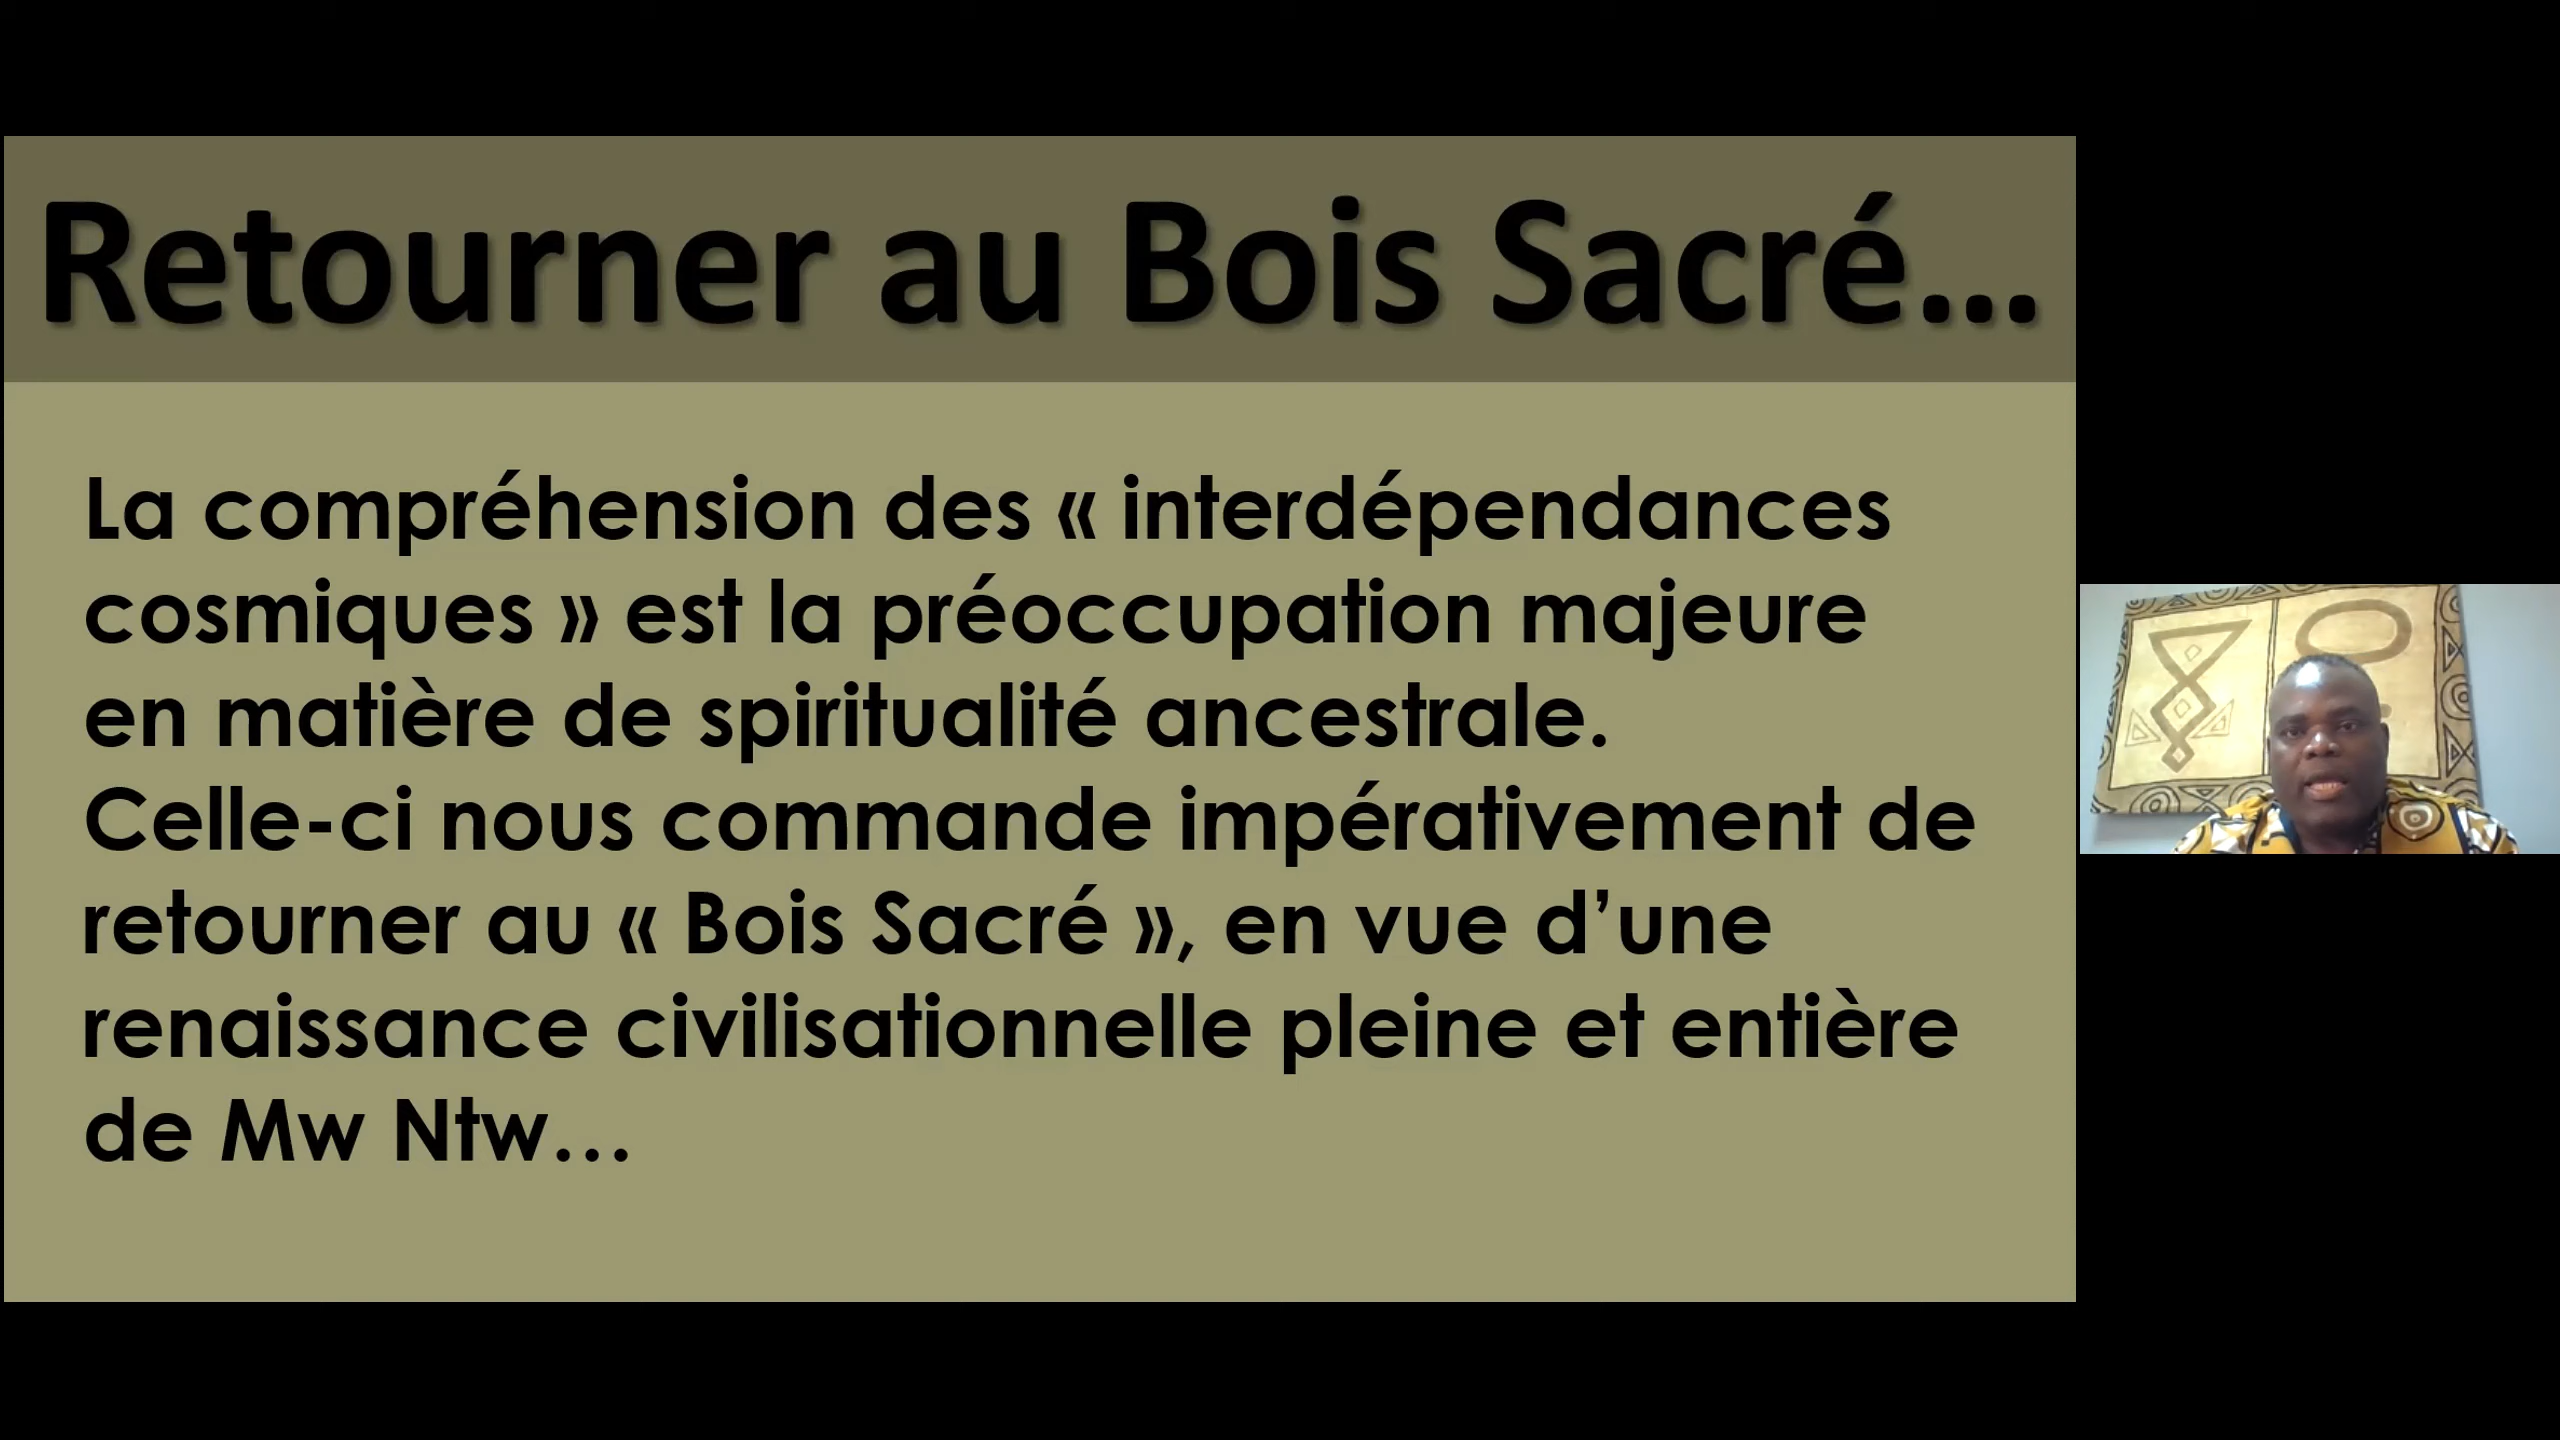 Retourner au Bois Sacré...
La compréhension des « interdépendances
cosmiques » est la préoccupation majeure
en matière de spiritualité ancestrale.
Celle-ci nous commande impérativement de
retourner au « Bois Sacré », en vue d’une
renaissance civilisationnelle pleine et entière
de Mw Ntw...